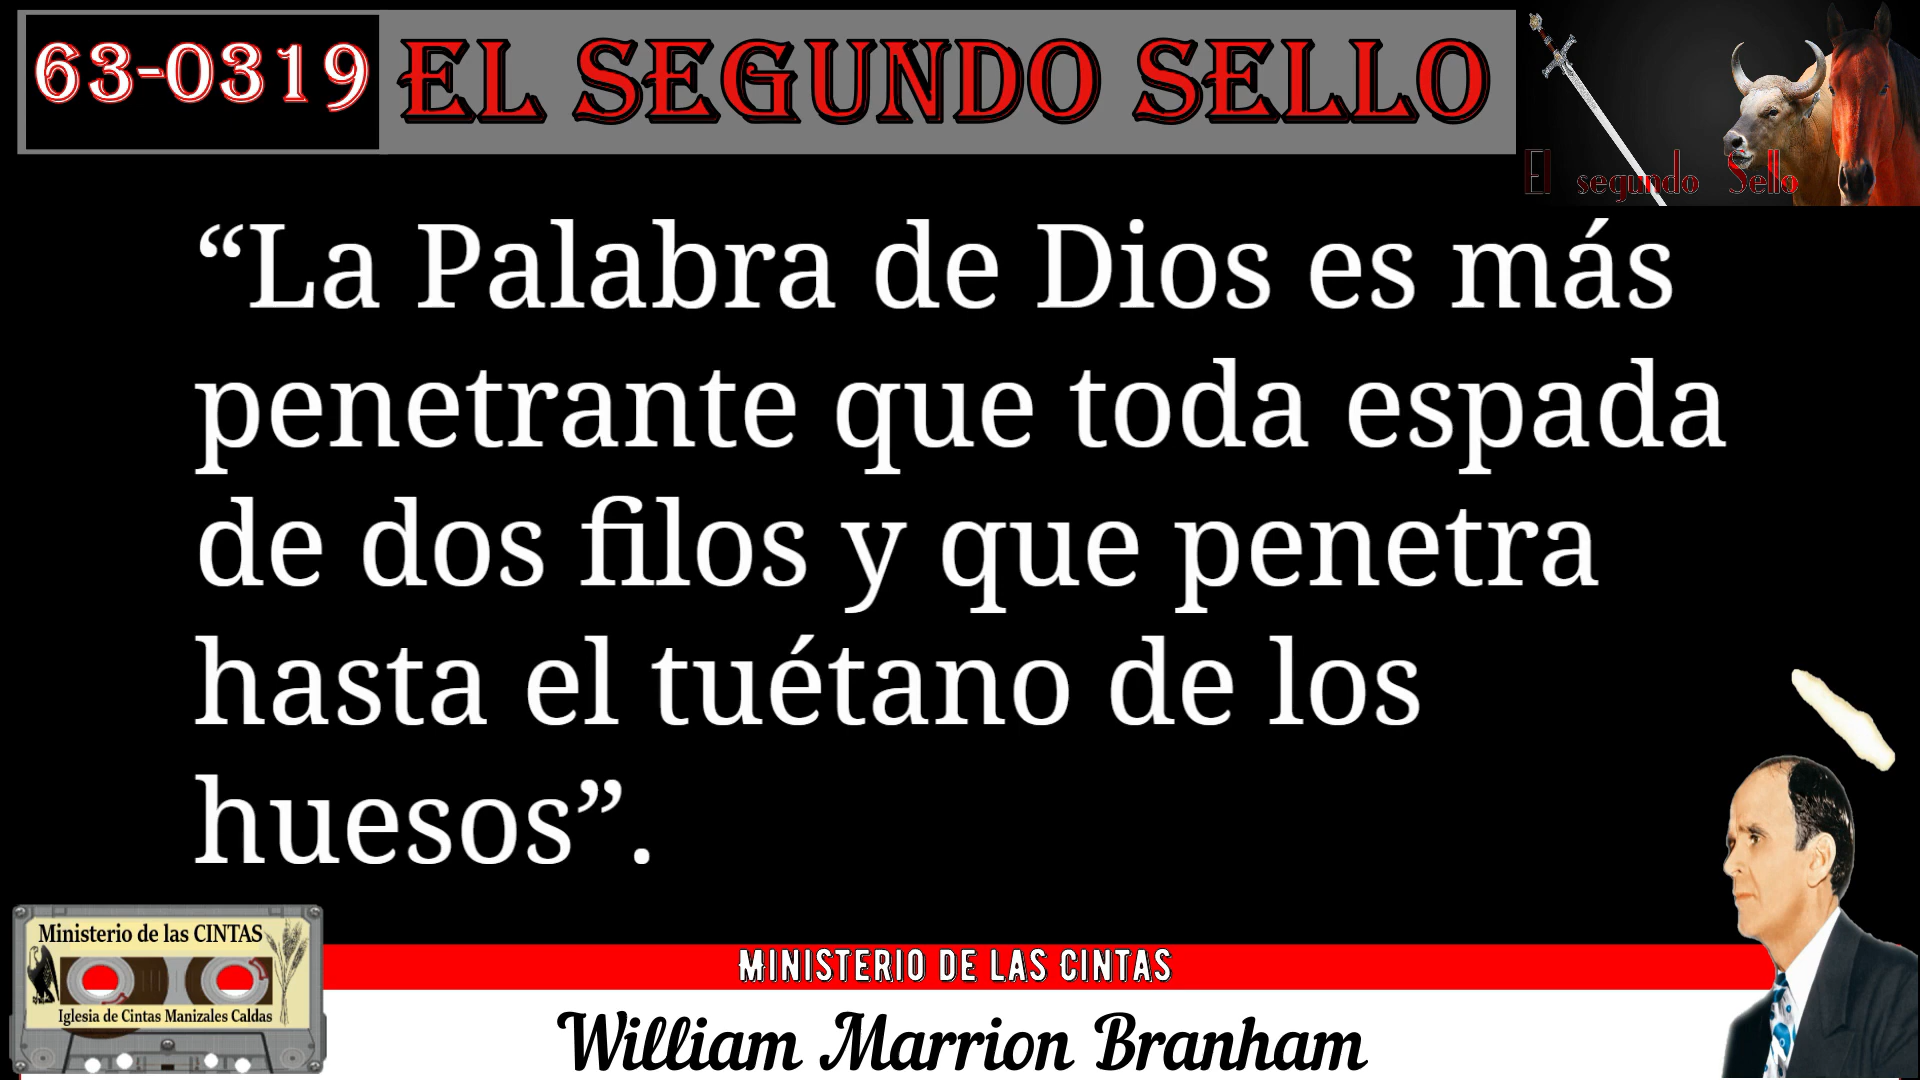 63-0319
EL SEGUNDO SELLO
El segundo Sello
“La Palabra de Dios es más
penetrante que toda espada
de dos filos y que penetra
hasta el tuétano de los
huesos”.
Ministerio de las CINTAS
Iglesia de Cintas Manizales Caldas
MINISTERIO DE LAS CINTAS
William Marrion Branham